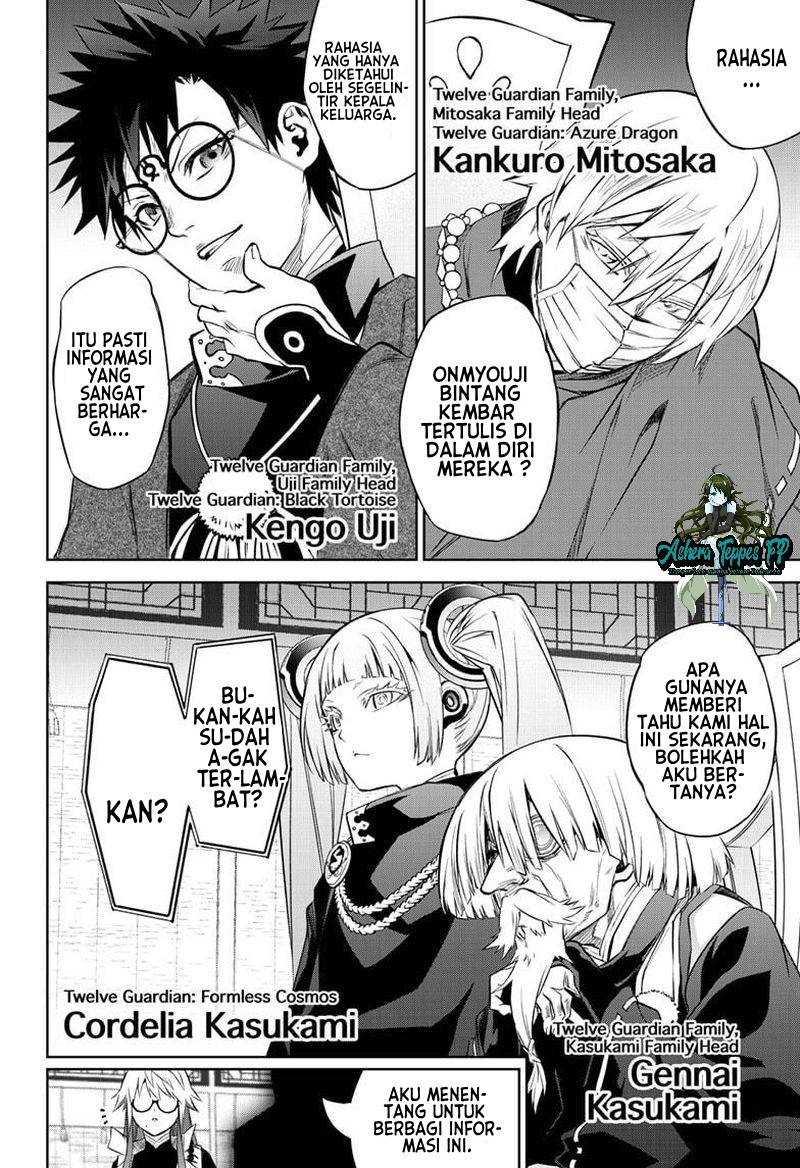 RAHASIA
...
Twelve Guardian Family,
Mitosaka Family Head
Twelve Guardian: Azure Dragon
Kankuro Mitosaka
ONMYOUJI
BINTANG
KEMBAR
TERTULIS DI
DALAM DIRI
MEREKA ?
RAHASIA
YANG HANYA
DIKETAHUI
OLEH SEGELIN-
TIR KEPALA
KELUARGA.
ITU PASTI
INFORMASI
YANG
SANGAT
BERHAR-
GA...
Twelve Guardian Family,
Uji Family Head
Twelve Guardian: Black Tortoise
Kengo Uji
Ashera Teppes FP
APA
GUNANYA
MEMBERI
TAHU KAMI HAL
INI SEKARANG,
BOLEHKAH
AKU BER-
TANYA?
BU-
KAN-KAH
SU-DAH
A-GAK
TER-LAM-
BAT?
KAN?
Twelve Guardian: Formless Cosmos
Cordelia Kasukami
Twelve Guardian Family,
Kasukami Family Head
Gennai
Kasukami
AKU MENEN-
TANG UNTUK
BERBAGI INFOR-
MASI INI.